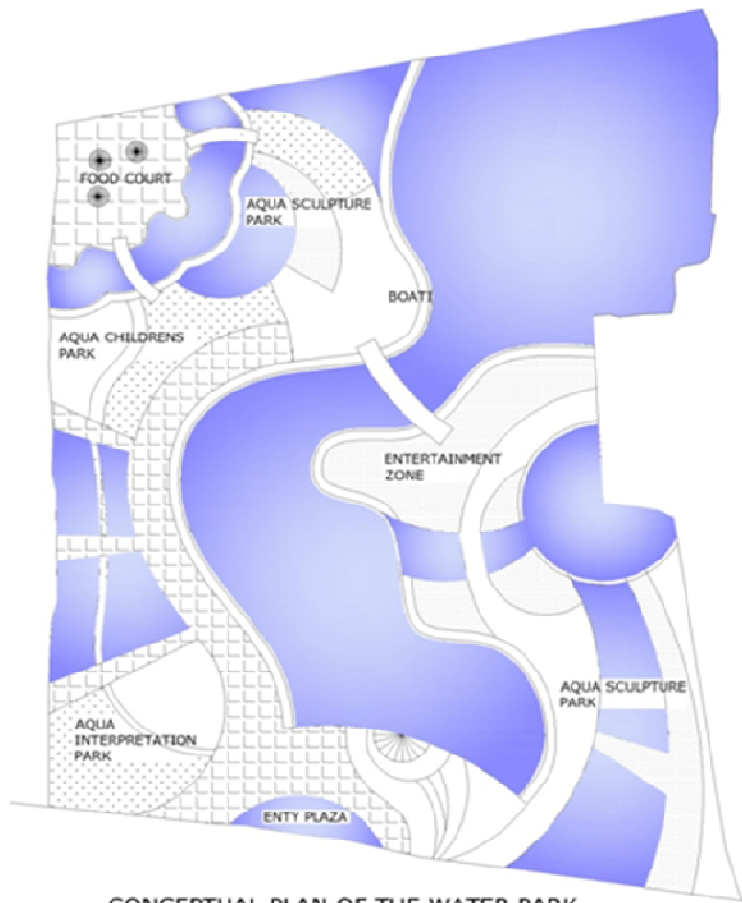 FOOD COURT
AQUA SCULPTURE
PARK
BOATI
AQUA CHILDRENS
PARK
ENTERTAINMENT
ZONE
AQUA SCULPTURE
PARK
AQUA
INTERPRETATION
PARK
ENTY PLAZA
CONCEPTUAL PLAN OF THE WATER PARK